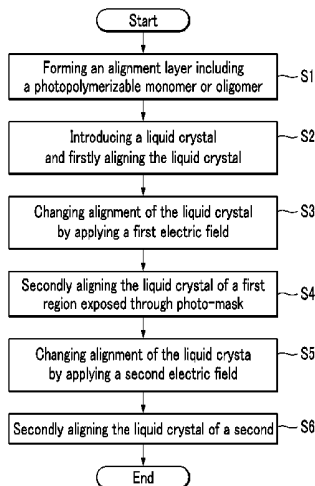 Start
Forming an alignment layer including
a photopolymerizable monomer or oligomer
S1
Introducing a liquid crystal
and firstly aligning the liquid crystal
S2
Changing alignment of the liquid crystal
by applying a first electric field
S3
Secondly aligning the liquid crystal of a first
region exposed through photo-mask
S4
Changing alignment of the liquid crysta
by applying a second electric field
S5
Secondly aligning the liquid crystal of a second
S6
End